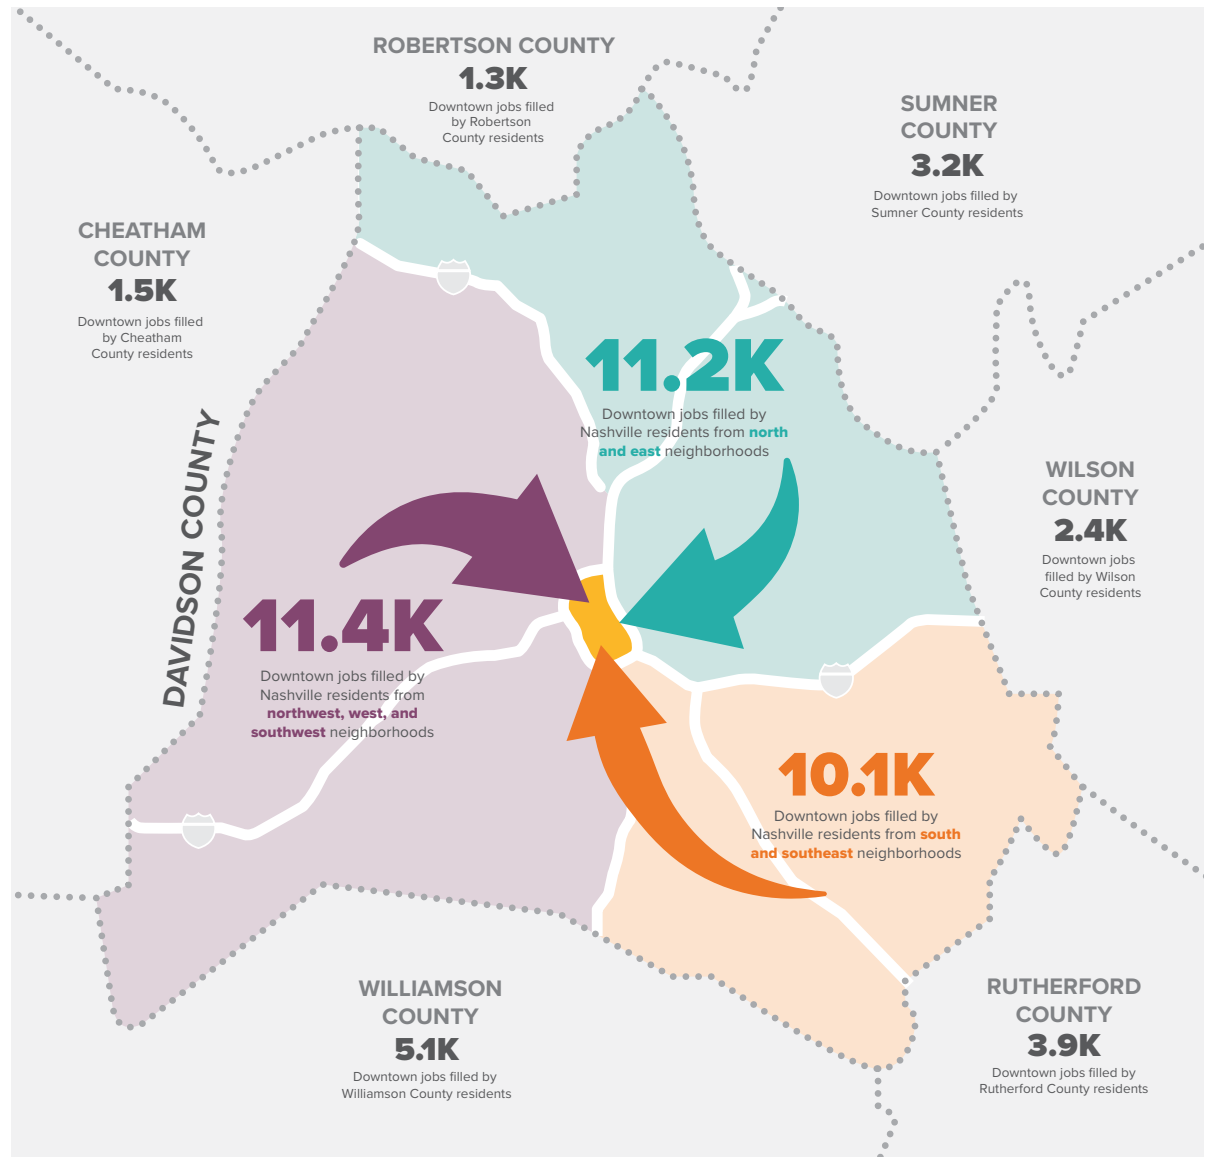 ROBERTSON COUNTY
1.3K
Downtown jobs filled
by Robertson
County residents
SUMNER
COUNTY
3.2K
Downtown jobs filled by
Sumner County residents
CHEATHAM
COUNTY
1.5K
Downtown jobs filled
by Cheatham
County residents
11.2K
Downtown jobs filled by
Nashville residents from north
and east neighborhoods
DAVIDSON COUNTY
WILSON
COUNTY
2.4K
Downtown jobs
filled by Wilson
County residents
11.4K
Downtown jobs filled by
Nashville residents from
northwest, west, and
southwest neighborhoods
10.1K
Downtown jobs filled by
Nashville residents from south
and southeast neighborhoods
WILLIAMSON
COUNTY
5.1K
Downtown jobs filled by
Williamson County residents
RUTHERFORD
COUNTY
3.9K
Downtown jobs filled by
Rutherford County residents